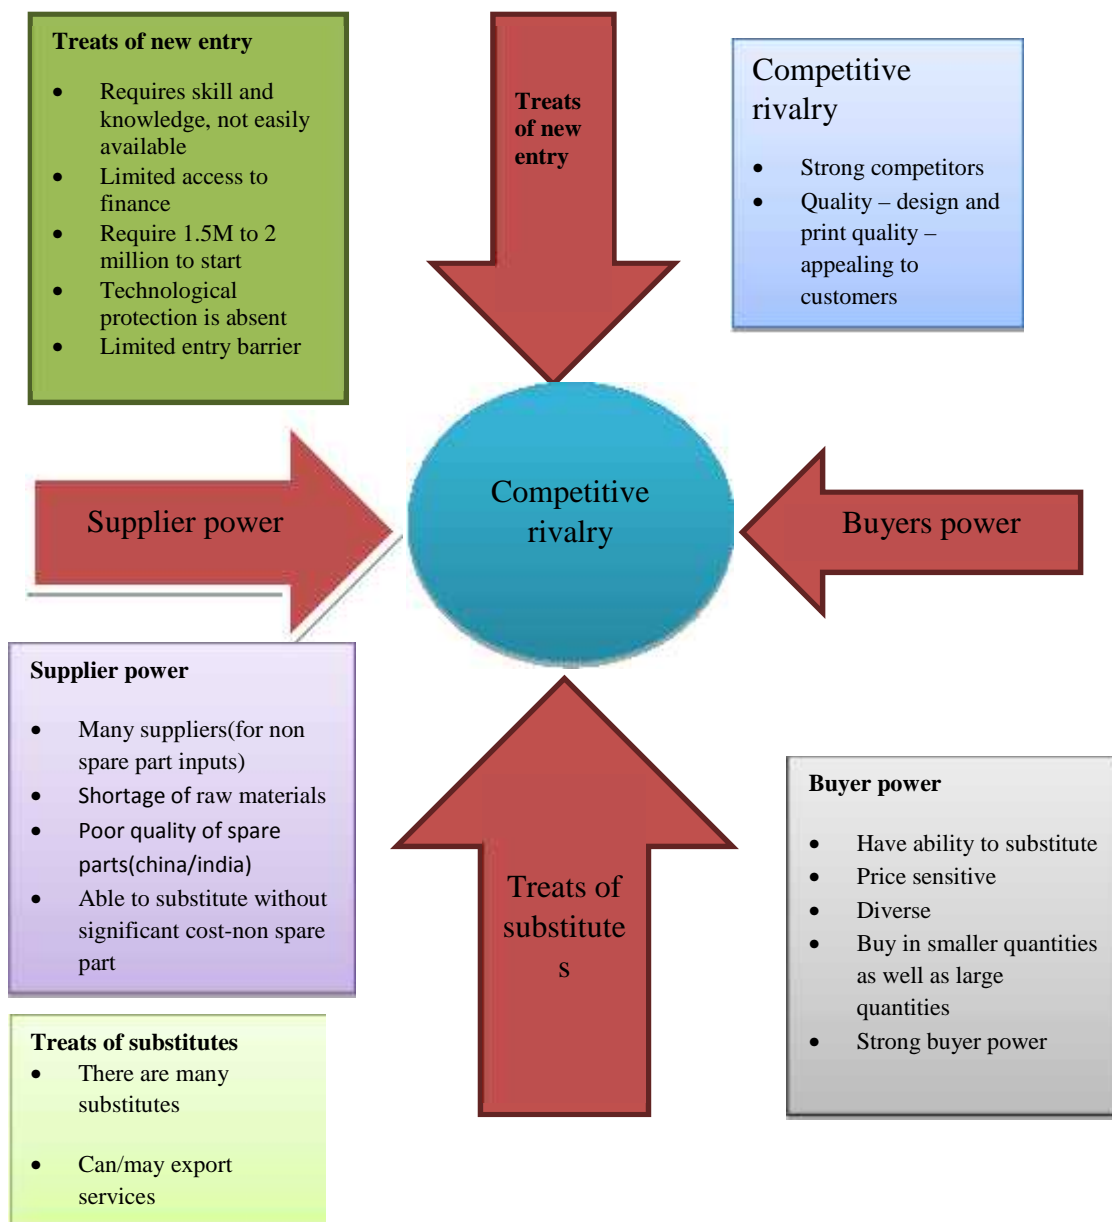 Treats of new entry
• Requires skill and
knowledge, not easily
available
• Limited access to
finance
• Require 1.5M to 2
million to start
• Technological
protection is absent
• Limited entry barrier
Treats
of new
entry
Competitive
rivalry
• Strong competitors
• Quality – design and
print quality –
appealing to
customers
Supplier power
Competitive
rivalry
Buyers power
Supplier power
• Many suppliers(for non
spare part inputs)
• Shortage of raw materials
• Poor quality of spare
parts(china/india)
• Able to substitute without
significant cost-non spare
part
Treats of
substitute
s
Buyer power
• Have ability to substitute
• Price sensitive
• Diverse
• Buy in smaller quantities
as well as large
quantities
• Strong buyer power
Treats of substitutes
• There are many
substitutes
• Can/may export
services